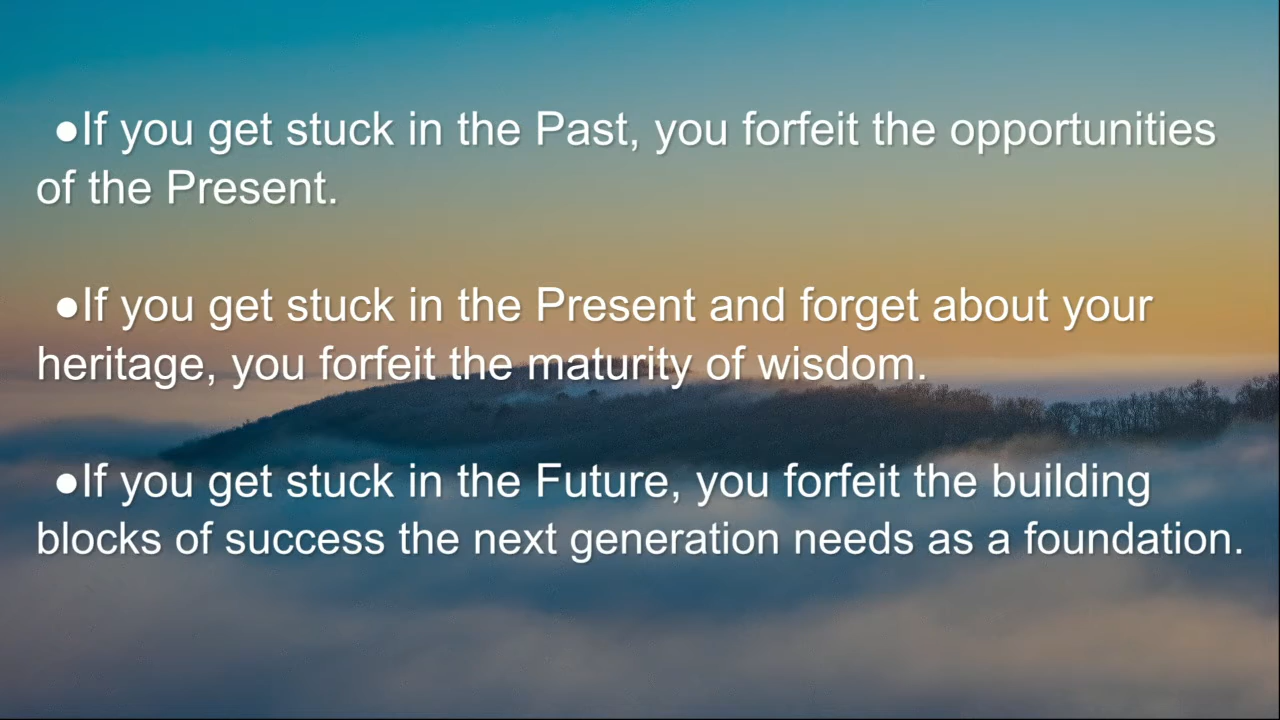 ●If you get stuck in the Past, you forfeit the opportunities
of the Present.
●If you get stuck in the Present and forget about your
heritage, you forfeit the maturity of wisdom.
●If you get stuck in the Future, you forfeit the building
blocks of success the next generation needs as a foundation.